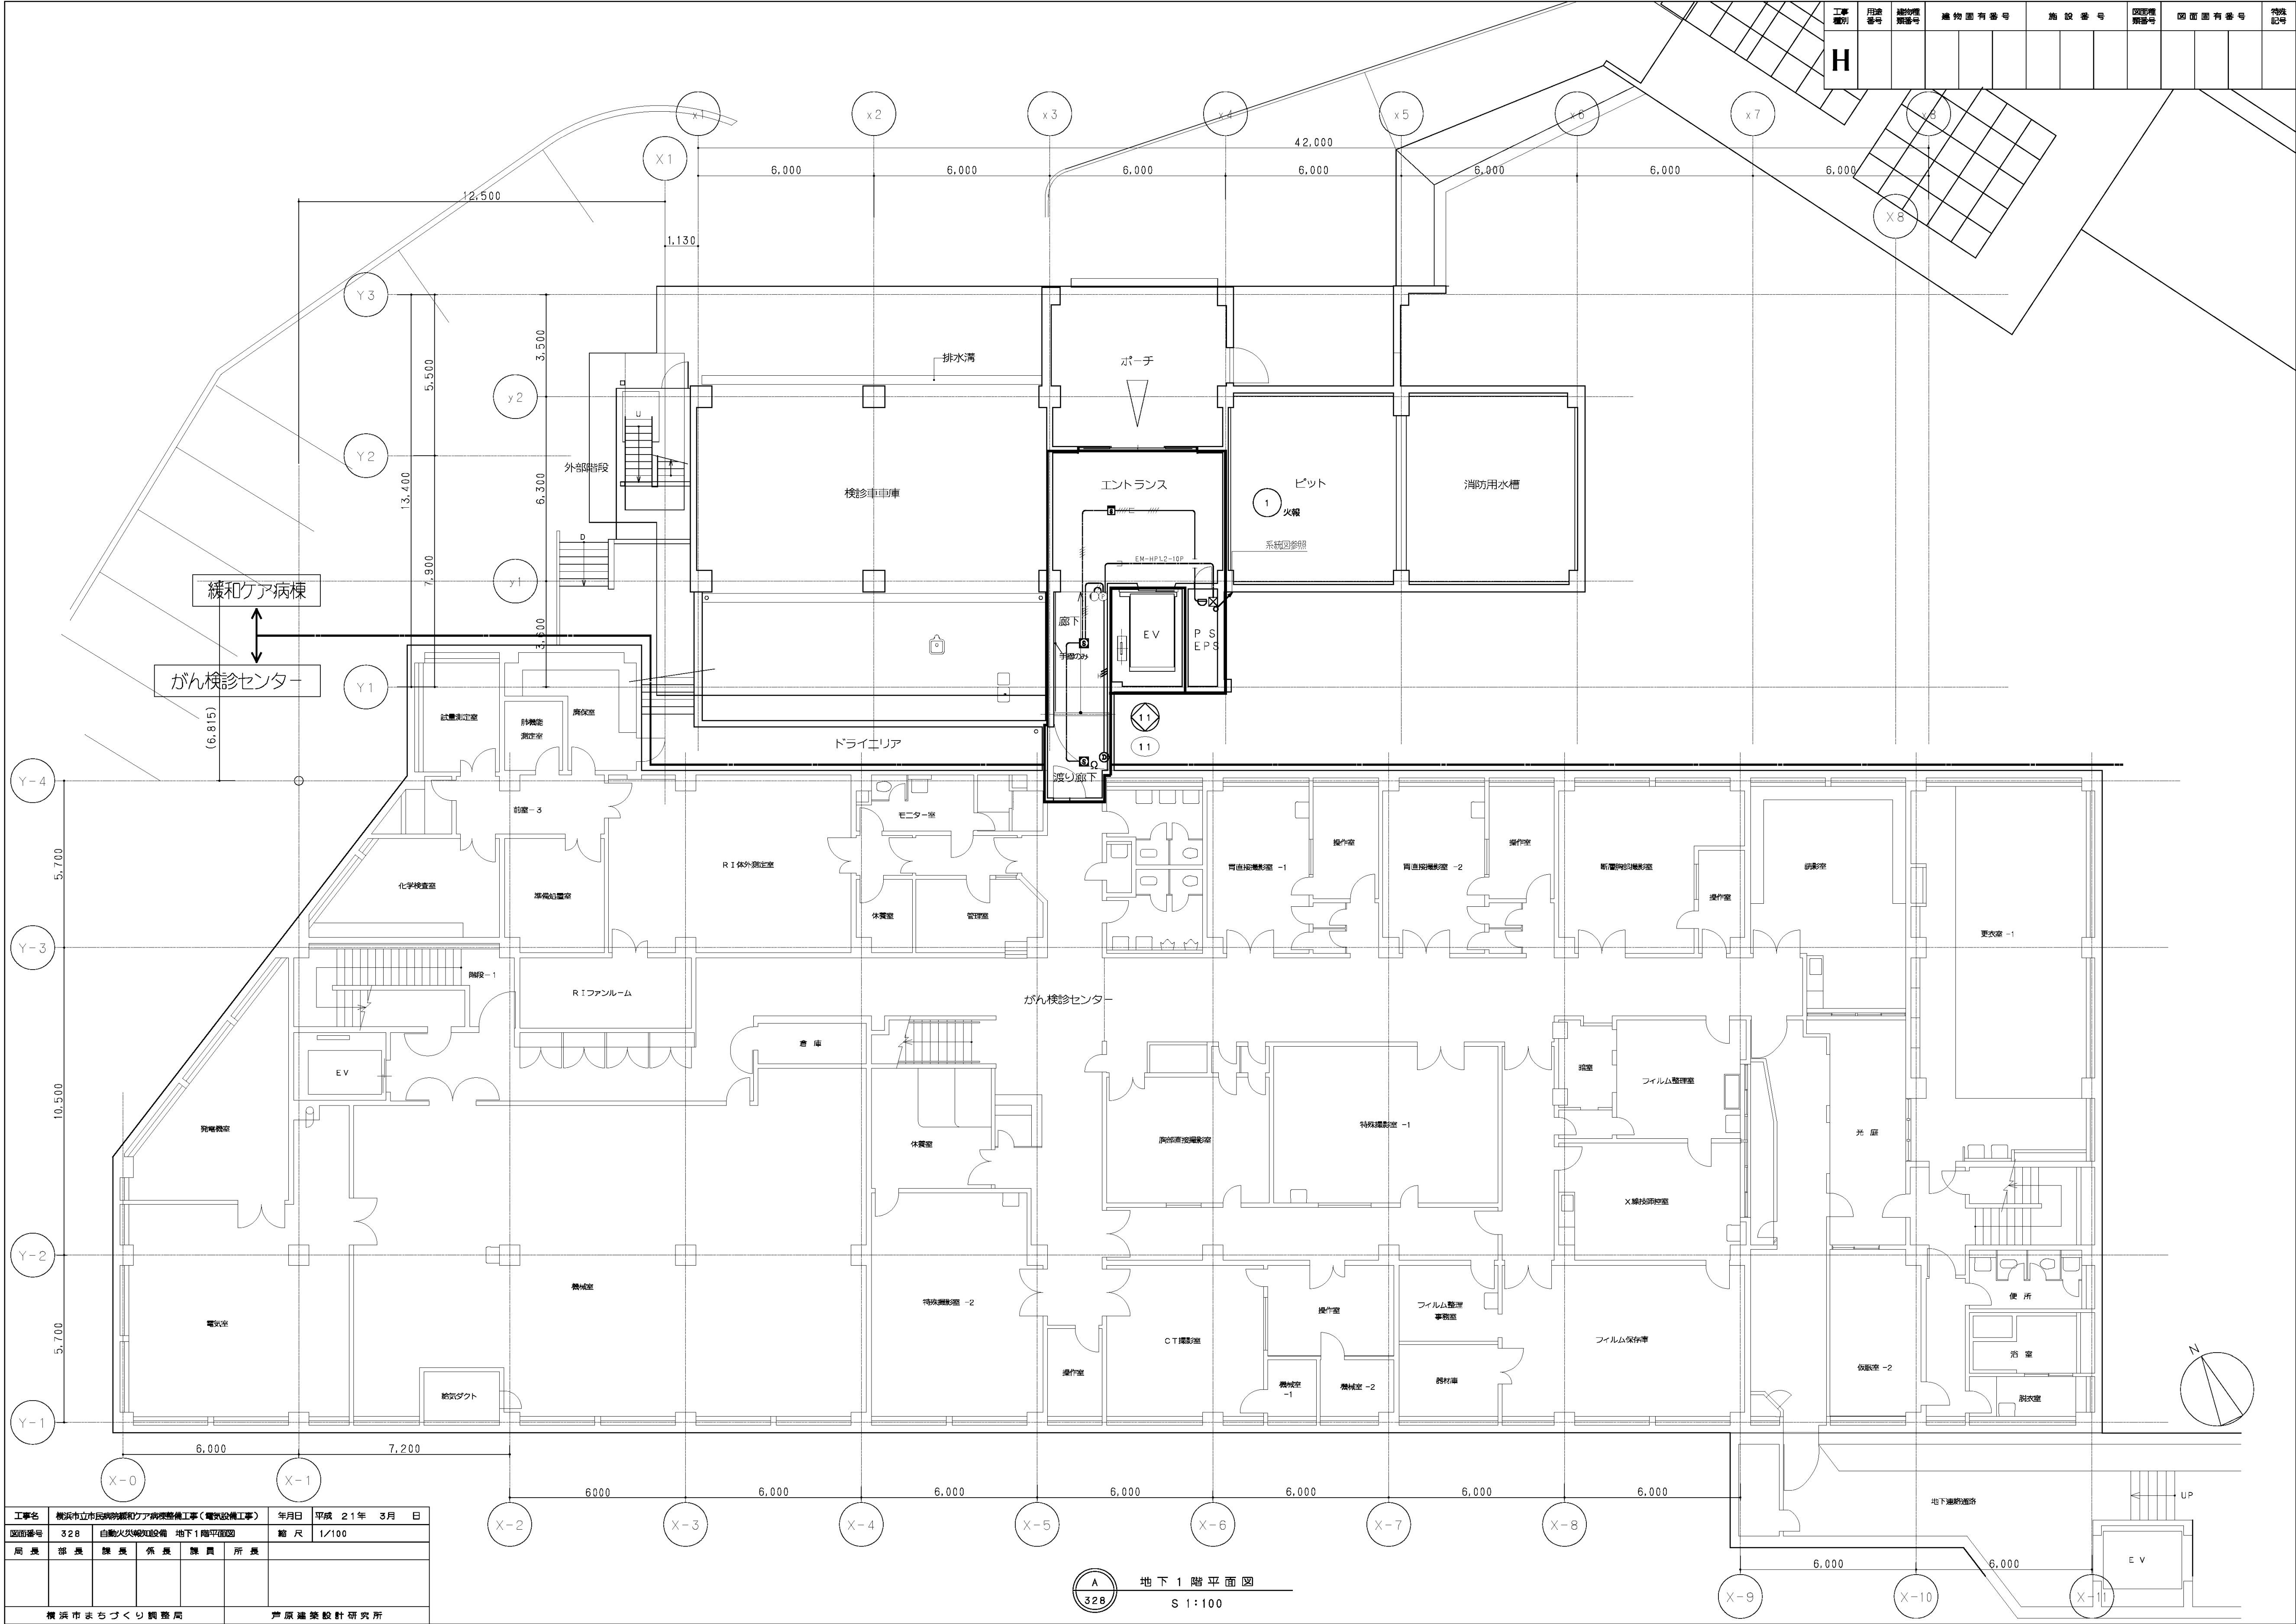 工事種別 用途番号 建物種類番号 建物固有番号 施設番号 図面種類番号 図面固有番号 特殊記号
H
x1 x2 x3 x4 x5 x6 x7 x8
X1
X8
42,000
6,000 6,000 6,000 6,000 6,000 6,000 6,000
12,500
1,130
Y3
y2
Y2
y1
Y1
3,500
5,500
13,400
6,300
7,900
3,600
(6,815)
排水溝
ポーチ
外部階段
U
D
検診車車庫
エントランス
ピット
消防用水槽
1
火報
系統図参照
EM-HP1.2-10P
緩和ケア病棟
がん検診センター
廊下
手摺のみ
EV
PS
EPS
11
11
ドライエリア
渡り廊下
Y-4
Y-3
Y-2
Y-1
5,700
10,500
5,700
試量測定室
肺機能
測定室
廃保室
前室-3
RI体外測定室
モニター室
化学検査室
準備処置室
休養室
管理室
胃直接撮影室 -1
操作室
胃直接撮影室 -2
操作室
断層胸部撮影室
操作室
読影室
更衣室 -1
階段-1
RIファンルーム
がん検診センター
倉 庫
EV
発電機室
休養室
胸部直接撮影室
特殊撮影室 -1
暗室
フィルム整理室
光 庭
X線技師控室
機械室
特殊撮影室 -2
電気室
給気ダクト
操作室
CT撮影室
操作室
フィルム整理
事務室
機械室
-1
機械室 -2
器材庫
フィルム保存庫
仮眠室 -2
便 所
浴 室
脱衣室
N
6,000 7,200
X-0 X-1
6000 6,000 6,000 6,000 6,000 6,000 6,000
X-2 X-3 X-4 X-5 X-6 X-7 X-8
地下連絡通路
UP
EV
6,000 6,000
X-9 X-10 X-11
工事名 横浜市立市民病院緩和ケア病棟整備工事(電気設備工事) 年月日 平成 21年 3月 日
図面番号 328 自動火災報知設備 地下1階平面図 縮 尺 1/100
局長 部長 課長 係長 課員 所長
横浜市まちづくり調整局 芦原建築設計研究所
A
328
地下1階平面図
S 1:100